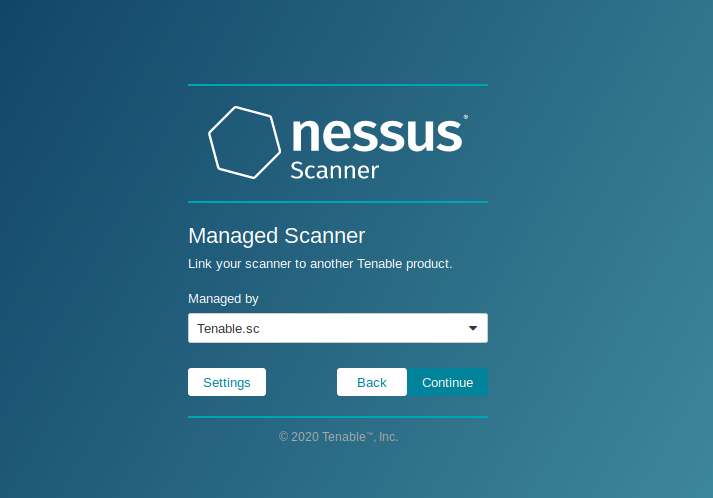 nessus®
Scanner
Managed Scanner
Link your scanner to another Tenable product.
Managed by
Tenable.sc
Settings Back Continue
© 2020 Tenable™, Inc.